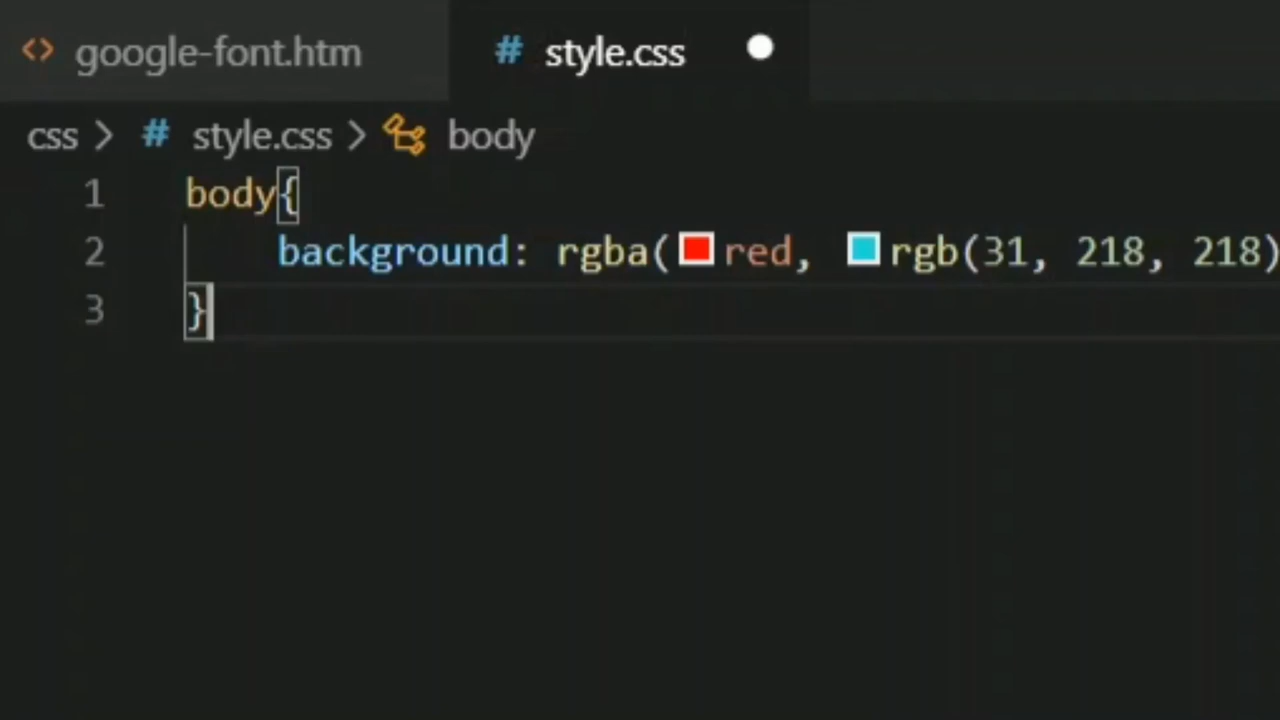 google-font.htm
# style.css
css > # style.css > body
1 body{
2 background: rgba(red, rgb(31, 218, 218)
3 }